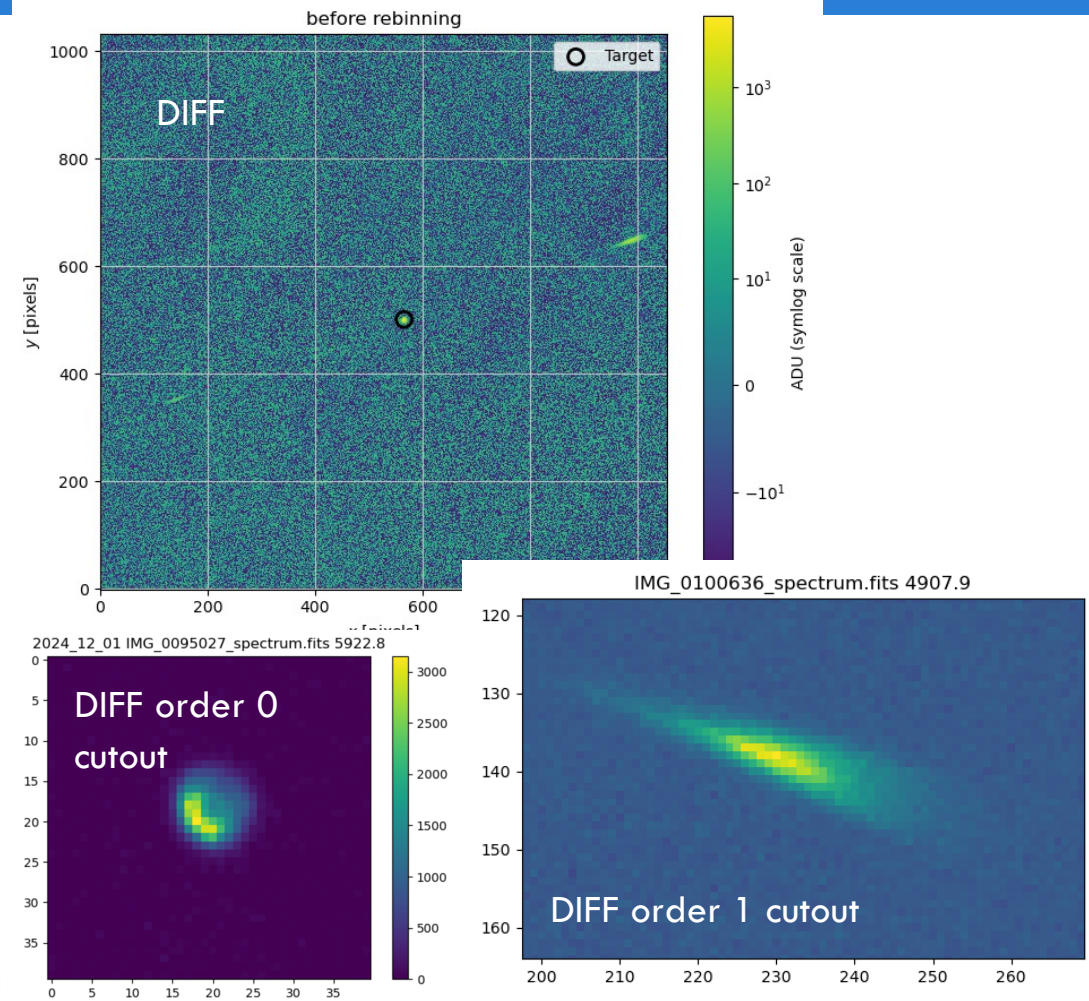 before rebinning
Target
DIFF
1000
800
600
400
200
0
y [pixels]
0 200 400 600
10³
10²
10¹
0
−10¹
ADU (symlog scale)
2024_12_01 IMG_0095027_spectrum.fits 5922.8
DIFF order 0
cutout
0
5
10
15
20
25
30
35
0 5 10 15 20 25 30 35
3000
2500
2000
1500
1000
500
0
IMG_0100636_spectrum.fits 4907.9
120
130
140
150
160
DIFF order 1 cutout
200 210 220 230 240 250 260